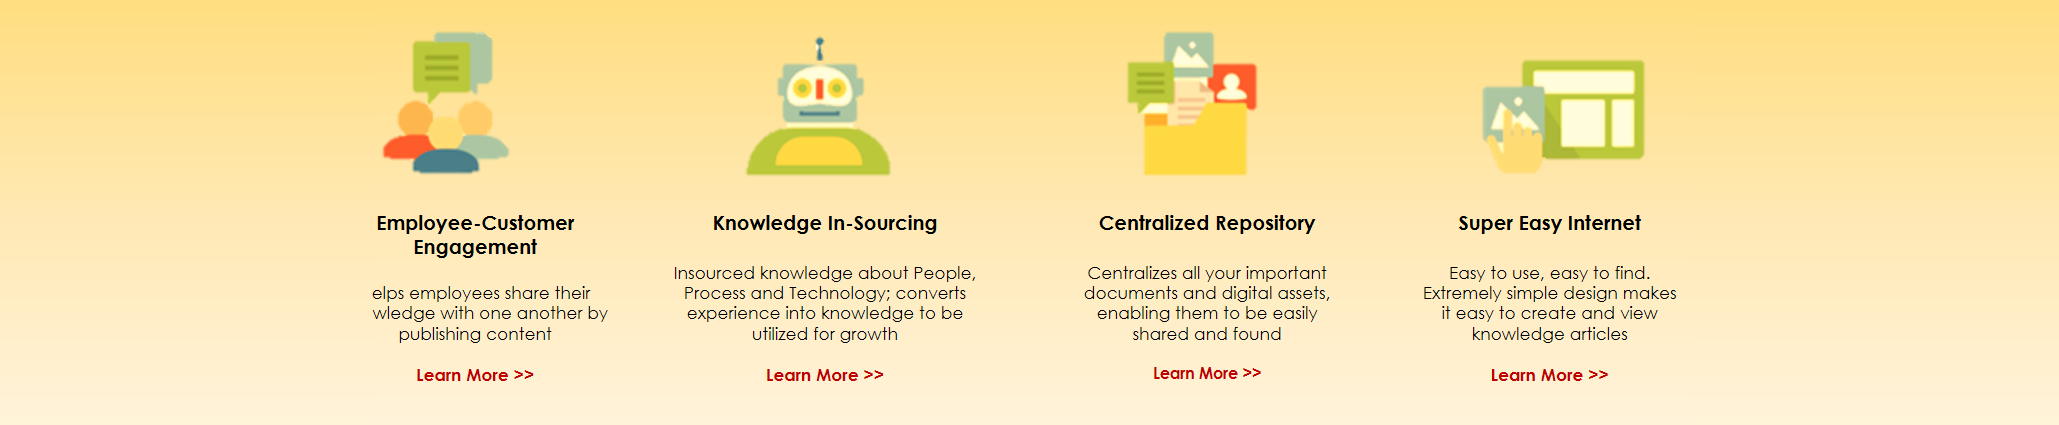 Employee-Customer
Engagement
elps employees share their
wledge with one another by
publishing content
Learn More >>
Knowledge In-Sourcing
Insourced knowledge about People,
Process and Technology; converts
experience into knowledge to be
utilized for growth
Learn More >>
Centralized Repository
Centralizes all your important
documents and digital assets,
enabling them to be easily
shared and found
Learn More >>
Super Easy Internet
Easy to use, easy to find.
Extremely simple design makes
it easy to create and view
knowledge articles
Learn More >>